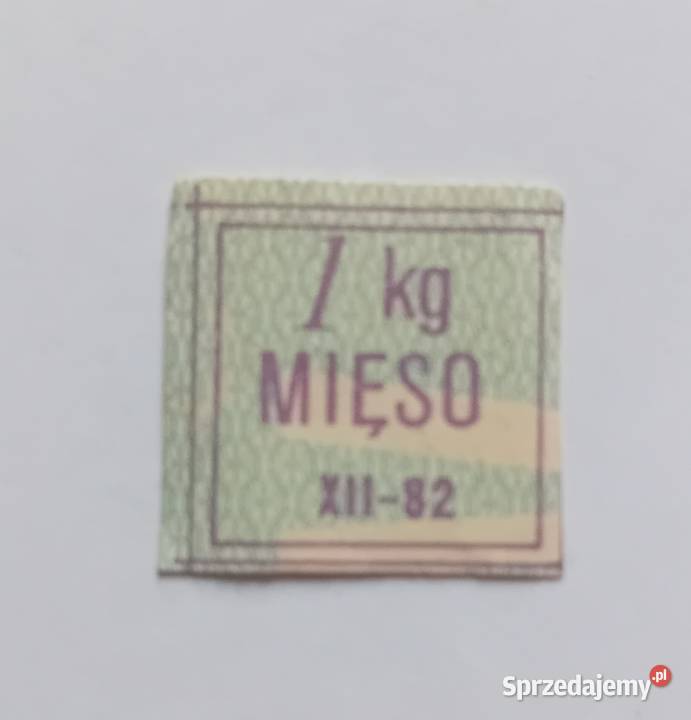 1 kg
MIĘSO
XII-82
Sprzedajemy.pl